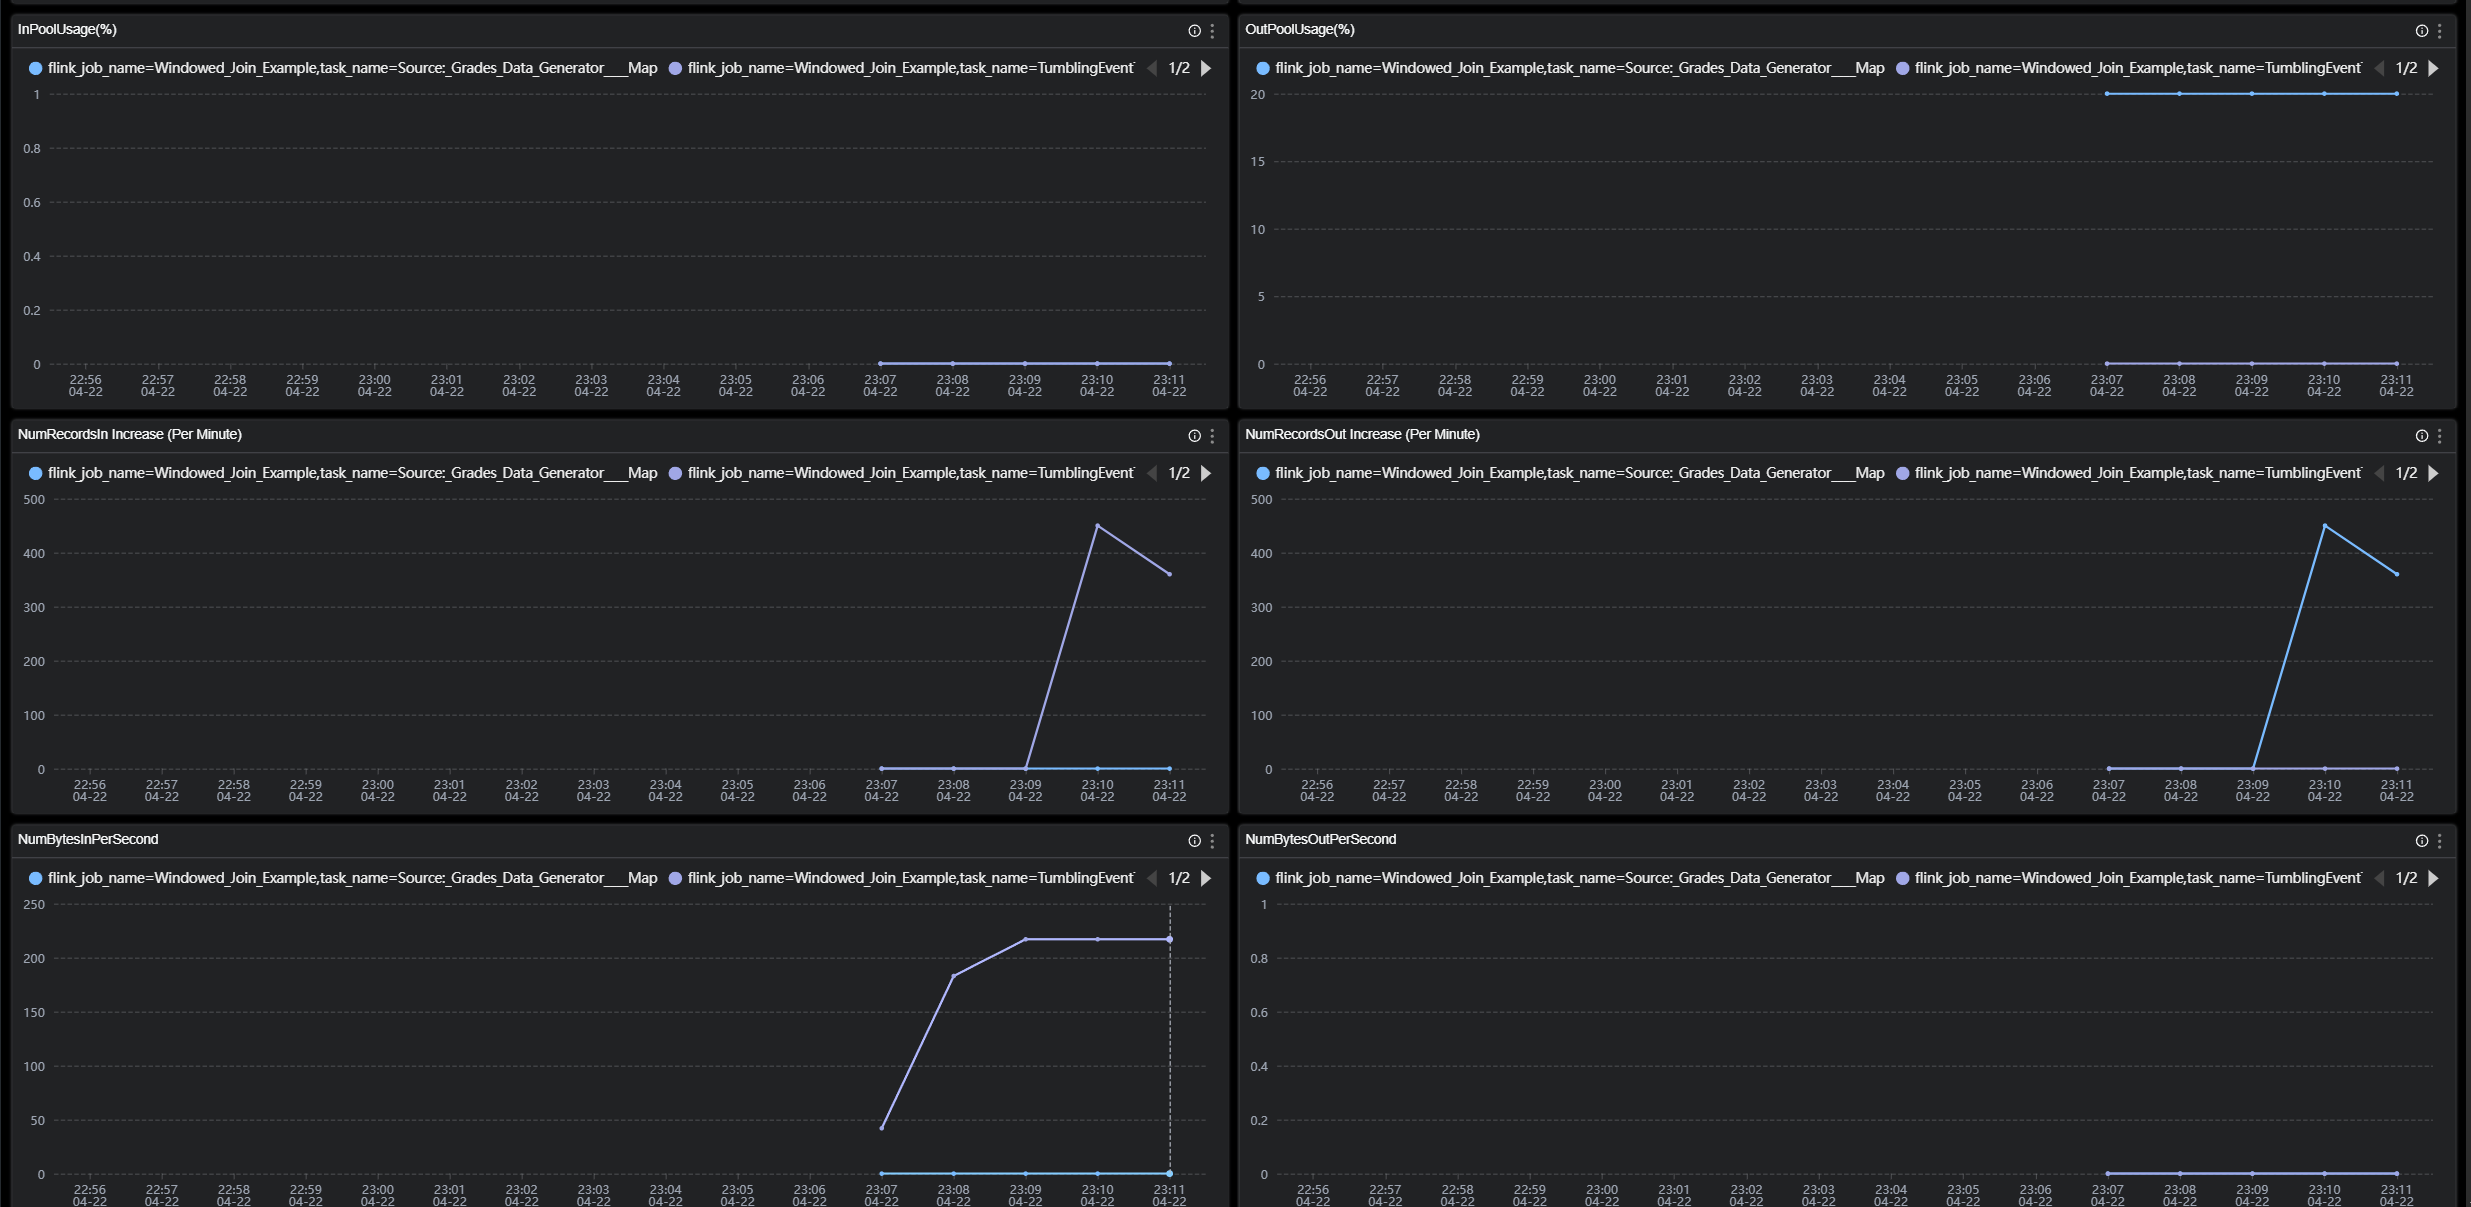 InPoolUsage(%)
flink_job_name=Windowed_Join_Example,task_name=Source:_Grades_Data_Generator___Map flink_job_name=Windowed_Join_Example,task_name=TumblingEvent 1/2
1
0.8
0.6
0.4
0.2
0
22:56 22:57 22:58 22:59 23:00 23:01 23:02 23:03 23:04 23:05 23:06 23:07 23:08 23:09 23:10 23:11
04-22 04-22 04-22 04-22 04-22 04-22 04-22 04-22 04-22 04-22 04-22 04-22 04-22 04-22 04-22 04-22
OutPoolUsage(%)
flink_job_name=Windowed_Join_Example,task_name=Source:_Grades_Data_Generator___Map flink_job_name=Windowed_Join_Example,task_name=TumblingEvent 1/2
20
15
10
5
0
22:56 22:57 22:58 22:59 23:00 23:01 23:02 23:03 23:04 23:05 23:06 23:07 23:08 23:09 23:10 23:11
04-22 04-22 04-22 04-22 04-22 04-22 04-22 04-22 04-22 04-22 04-22 04-22 04-22 04-22 04-22 04-22
NumRecordsIn Increase (Per Minute)
flink_job_name=Windowed_Join_Example,task_name=Source:_Grades_Data_Generator___Map flink_job_name=Windowed_Join_Example,task_name=TumblingEvent 1/2
500
400
300
200
100
0
22:56 22:57 22:58 22:59 23:00 23:01 23:02 23:03 23:04 23:05 23:06 23:07 23:08 23:09 23:10 23:11
04-22 04-22 04-22 04-22 04-22 04-22 04-22 04-22 04-22 04-22 04-22 04-22 04-22 04-22 04-22 04-22
NumRecordsOut Increase (Per Minute)
flink_job_name=Windowed_Join_Example,task_name=Source:_Grades_Data_Generator___Map flink_job_name=Windowed_Join_Example,task_name=TumblingEvent 1/2
500
400
300
200
100
0
22:56 22:57 22:58 22:59 23:00 23:01 23:02 23:03 23:04 23:05 23:06 23:07 23:08 23:09 23:10 23:11
04-22 04-22 04-22 04-22 04-22 04-22 04-22 04-22 04-22 04-22 04-22 04-22 04-22 04-22 04-22 04-22
NumBytesInPerSecond
flink_job_name=Windowed_Join_Example,task_name=Source:_Grades_Data_Generator___Map flink_job_name=Windowed_Join_Example,task_name=TumblingEvent 1/2
250
200
150
100
50
0
22:56 22:57 22:58 22:59 23:00 23:01 23:02 23:03 23:04 23:05 23:06 23:07 23:08 23:09 23:10 23:11
04-22 04-22 04-22 04-22 04-22 04-22 04-22 04-22 04-22 04-22 04-22 04-22 04-22 04-22 04-22 04-22
NumBytesOutPerSecond
flink_job_name=Windowed_Join_Example,task_name=Source:_Grades_Data_Generator___Map flink_job_name=Windowed_Join_Example,task_name=TumblingEvent 1/2
1
0.8
0.6
0.4
0.2
0
22:56 22:57 22:58 22:59 23:00 23:01 23:02 23:03 23:04 23:05 23:06 23:07 23:08 23:09 23:10 23:11
04-22 04-22 04-22 04-22 04-22 04-22 04-22 04-22 04-22 04-22 04-22 04-22 04-22 04-22 04-22 04-22